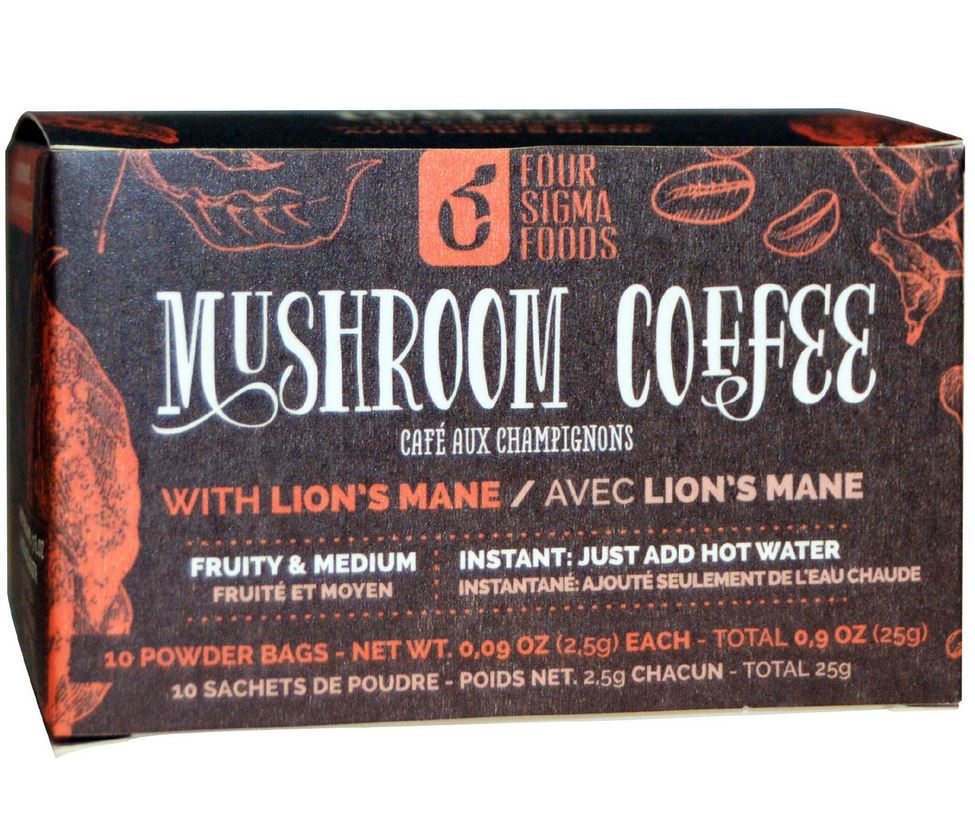 FOUR
SIGMA
FOODS
MUSHROOM COFFEE
CAFÉ AUX CHAMPIGNONS
WITH LION'S MANE / AVEC LION'S MANE
FRUITY & MEDIUM
FRUITÉ ET MOYEN
INSTANT: JUST ADD HOT WATER
INSTANTANÉ: AJOUTÉ SEULEMENT DE L'EAU CHAUDE
10 POWDER BAGS - NET WT. 0,09 OZ (2,5g) EACH - TOTAL 0,9 OZ (25g)
10 SACHETS DE POUDRE - POIDS NET. 2,5g CHACUN - TOTAL 25g